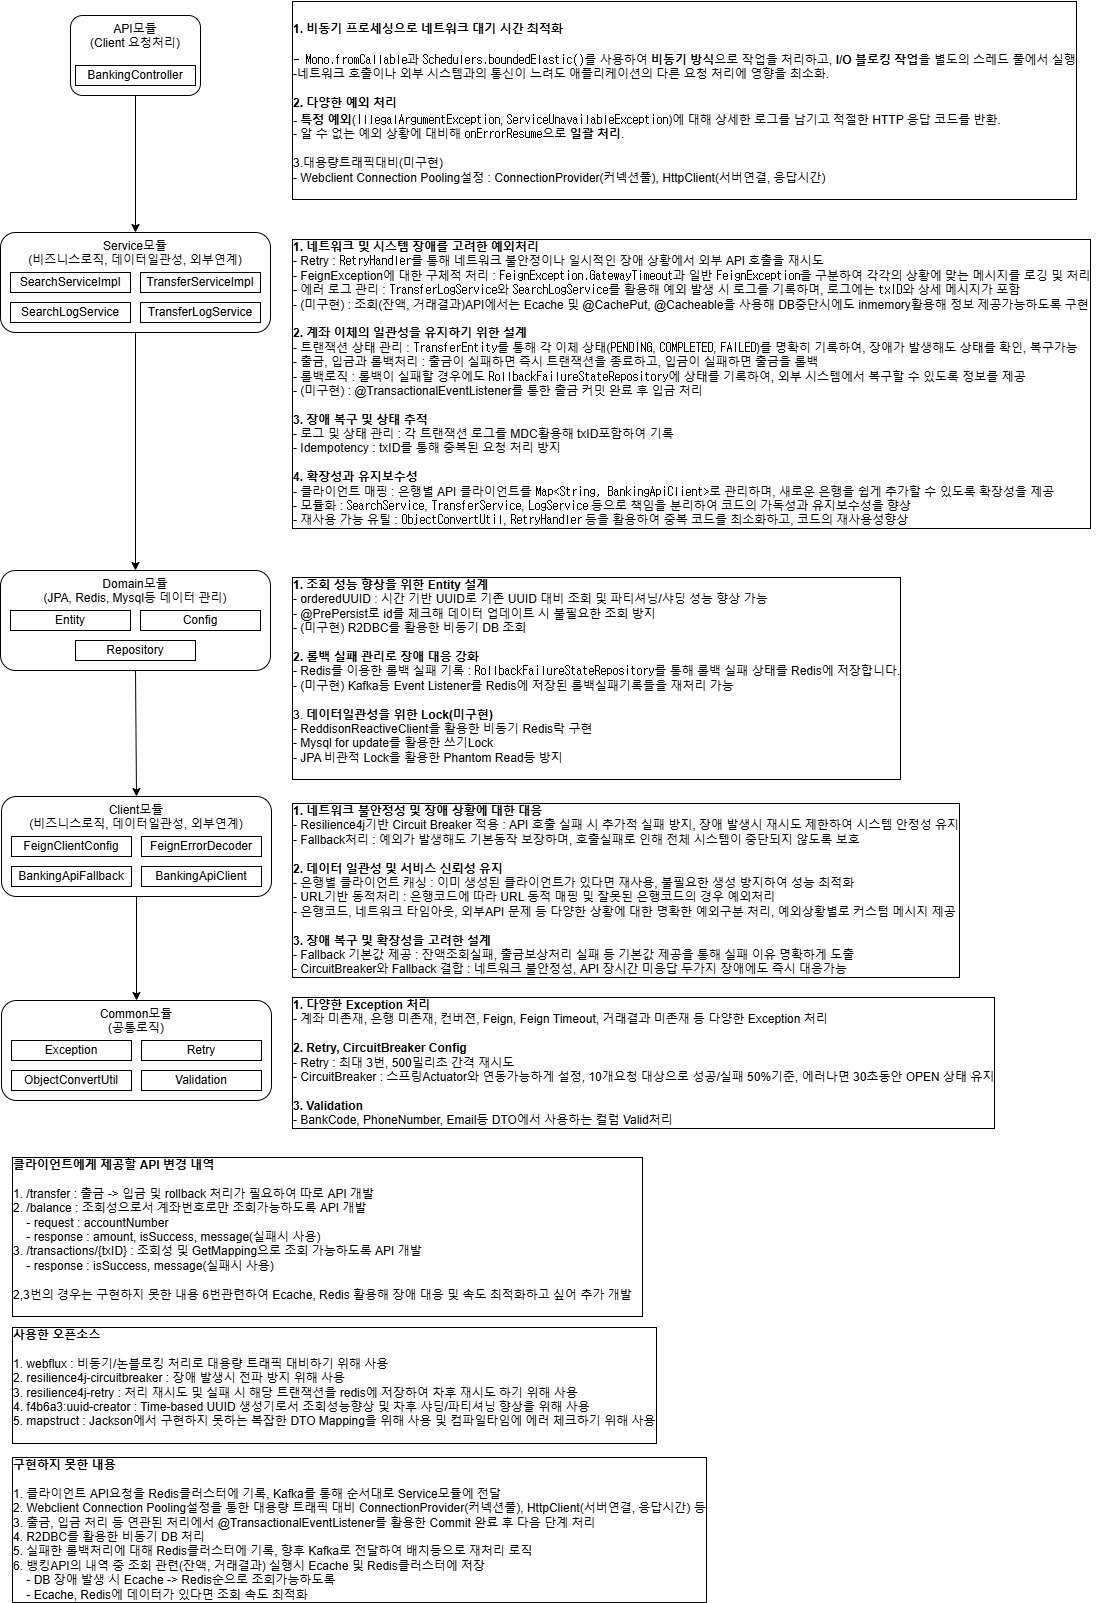 API모듈
(Client 요청처리)
BankingController
1. 비동기 프로세싱으로 네트워크 대기 시간 최적화
- Mono.fromCallable과 Schedulers.boundedElastic()를 사용하여 비동기 방식으로 작업을 처리하고, I/O 블로킹 작업을 별도의 스레드 풀에서 실행
-네트워크 호출이나 외부 시스템과의 통신이 느려도 애플리케이션의 다른 요청 처리에 영향을 최소화.
2. 다양한 예외 처리
- 특정 예외(IllegalArgumentException, ServiceUnavailableException)에 대해 상세한 로그를 남기고 적절한 HTTP 응답 코드를 반환.
- 알 수 없는 예외 상황에 대비해 onErrorResume으로 일괄 처리.
3.대용량트래픽대비(미구현)
- Webclient Connection Pooling설정 : ConnectionProvider(커넥션풀), HttpClient(서버연결, 응답시간)
Service모듈
(비즈니스로직, 데이터일관성, 외부연계)
SearchServiceImpl
TransferServiceImpl
SearchLogService
TransferLogService
1. 네트워크 및 시스템 장애를 고려한 예외처리
- Retry : RetryHandler를 통해 네트워크 불안정이나 일시적인 장애 상황에서 외부 API 호출을 재시도
- FeignException에 대한 구체적 처리 : FeignException.GatewayTimeout과 일반 FeignException을 구분하여 각각의 상황에 맞는 메시지를 로깅 및 처리
- 에러 로그 관리 : TransferLogService와 SearchLogService를 활용해 예외 발생 시 로그를 기록하며, 로그에는 txID와 상세 메시지가 포함
- (미구현) : 조회(잔액, 거래결과)API에서는 Ecache 및 @CachePut, @Cacheable을 사용해 DB중단시에도 inmemory활용해 정보 제공가능하도록 구현
2. 계좌 이체의 일관성을 유지하기 위한 설계
- 트랜잭션 상태 관리 : TransferEntity를 통해 각 이체 상태(PENDING, COMPLETED, FAILED)를 명확히 기록하여, 장애가 발생해도 상태를 확인, 복구가능
- 출금, 입금과 롤백처리 : 출금이 실패하면 즉시 트랜잭션을 종료하고, 입금이 실패하면 출금을 롤백
- 롤백로직 : 롤백이 실패할 경우에도 RollbackFailureStateRepository에 상태를 기록하여, 외부 시스템에서 복구할 수 있도록 정보를 제공
- (미구현) : @TransactionalEventListener를 통한 출금 커밋 완료 후 입금 처리
3. 장애 복구 및 상태 추적
- 로그 및 상태 관리 : 각 트랜잭션 로그를 MDC활용해 txID포함하여 기록
- Idempotency : txID를 통해 중복된 요청 처리 방지
4. 확장성과 유지보수성
- 클라이언트 매핑 : 은행별 API 클라이언트를 Map<String, BankingApiClient>로 관리하며, 새로운 은행을 쉽게 추가할 수 있도록 확장성을 제공
- 모듈화 : SearchService, TransferService, LogService 등으로 책임을 분리하여 코드의 가독성과 유지보수성을 향상
- 재사용 가능 유틸 : ObjectConvertUtil, RetryHandler 등을 활용하여 중복 코드를 최소화하고, 코드의 재사용성향상
Domain모듈
(JPA, Redis, Mysql등 데이터 관리)
Entity
Config
Repository
1. 조회 성능 향상을 위한 Entity 설계
- orderedUUID : 시간 기반 UUID로 기존 UUID 대비 조회 및 파티셔닝/샤딩 성능 향상 가능
- @PrePersist로 id를 체크해 데이터 업데이트 시 불필요한 조회 방지
- (미구현) R2DBC를 활용한 비동기 DB 조회
2. 롤백 실패 관리로 장애 대응 강화
- Redis를 이용한 롤백 실패 기록 : RollbackFailureStateRepository를 통해 롤백 실패 상태를 Redis에 저장합니다.
- (미구현) Kafka등 Event Listener를 Redis에 저장된 롤백실패기록들을 재처리 가능
3. 데이터일관성을 위한 Lock(미구현)
- ReddisonReactiveClient을 활용한 비동기 Redis락 구현
- Mysql for update를 활용한 쓰기Lock
- JPA 비관적 Lock을 활용한 Phantom Read등 방지
Client모듈
(비즈니스로직, 데이터일관성, 외부연계)
FeignClientConfig
FeignErrorDecoder
BankingApiFallback
BankingApiClient
1. 네트워크 불안정성 및 장애 상황에 대한 대응
- Resilience4j기반 Circuit Breaker 적용 : API 호출 실패 시 추가적 실패 방지, 장애 발생시 재시도 제한하여 시스템 안정성 유지
- Fallback처리 : 예외가 발생해도 기본동작 보장하며, 호출실패로 인해 전체 시스템이 중단되지 않도록 보호
2. 데이터 일관성 및 서비스 신뢰성 유지
- 은행별 클라이언트 캐싱 : 이미 생성된 클라이언트가 있다면 재사용, 불필요한 생성 방지하여 성능 최적화
- URL기반 동적처리 : 은행코드에 따라 URL 동적 매핑 및 잘못된 은행코드의 경우 예외처리
- 은행코드, 네트워크 타임아웃, 외부API 문제 등 다양한 상황에 대한 명확한 예외구분 처리, 예외상황별로 커스텀 메시지 제공
3. 장애 복구 및 확장성을 고려한 설계
- Fallback 기본값 제공 : 잔액조회실패, 출금보상처리 실패 등 기본값 제공을 통해 실패 이유 명확하게 도출
- CircuitBreaker와 Fallback 결합 : 네트워크 불안정성, API 장시간 미응답 두가지 장애에도 즉시 대응가능
Common모듈
(공통로직)
Exception
Retry
ObjectConvertUtil
Validation
1. 다양한 Exception 처리
- 계좌 미존재, 은행 미존재, 컨버젼, Feign, Feign Timeout, 거래결과 미존재 등 다양한 Exception 처리
2. Retry, CircuitBreaker Config
- Retry : 최대 3번, 500밀리초 간격 재시도
- CircuitBreaker : 스프링Actuator와 연동가능하게 설정, 10개요청 대상으로 성공/실패 50%기준, 에러나면 30초동안 OPEN 상태 유지
3. Validation
- BankCode, PhoneNumber, Email등 DTO에서 사용하는 컬럼 Valid처리
클라이언트에게 제공할 API 변경 내역
1. /transfer : 출금 -> 입금 및 rollback 처리가 필요하여 따로 API 개발
2. /balance : 조회성으로서 계좌번호로만 조회가능하도록 API 개발
- request : accountNumber
- response : amount, isSuccess, message(실패시 사용)
3. /transactions/{txID} : 조회성 및 GetMapping으로 조회 가능하도록 API 개발
- response : isSuccess, message(실패시 사용)
2,3번의 경우는 구현하지 못한 내용 6번관련하여 Ecache, Redis 활용해 장애 대응 및 속도 최적화하고 싶어 추가 개발
사용한 오픈소스
1. webflux : 비동기/논블로킹 처리로 대용량 트래픽 대비하기 위해 사용
2. resilience4j-circuitbreaker : 장애 발생시 전파 방지 위해 사용
3. resilience4j-retry : 처리 재시도 및 실패 시 해당 트랜잭션을 redis에 저장하여 차후 재시도 하기 위해 사용
4. f4b6a3:uuid-creator : Time-based UUID 생성기로서 조회성능향상 및 차후 샤딩/파티셔닝 향상을 위해 사용
5. mapstruct : Jackson에서 구현하지 못하는 복잡한 DTO Mapping을 위해 사용 및 컴파일타임에 에러 체크하기 위해 사용
구현하지 못한 내용
1. 클라이언트 API요청을 Redis클러스터에 기록, Kafka를 통해 순서대로 Service모듈에 전달
2. Webclient Connection Pooling설정을 통한 대용량 트래픽 대비 ConnectionProvider(커넥션풀), HttpClient(서버연결, 응답시간) 등
3. 출금, 입금 처리 등 연관된 처리에서 @TransactionalEventListener를 활용한 Commit 완료 후 다음 단계 처리
4. R2DBC를 활용한 비동기 DB 처리
5. 실패한 롤백처리에 대해 Redis클러스터에 기록, 향후 Kafka로 전달하여 배치등으로 재처리 로직
6. 뱅킹API의 내역 중 조회 관련(잔액, 거래결과) 실행시 Ecache 및 Redis클러스터에 저장
- DB 장애 발생 시 Ecache -> Redis순으로 조회가능하도록
- Ecache, Redis에 데이터가 있다면 조회 속도 최적화